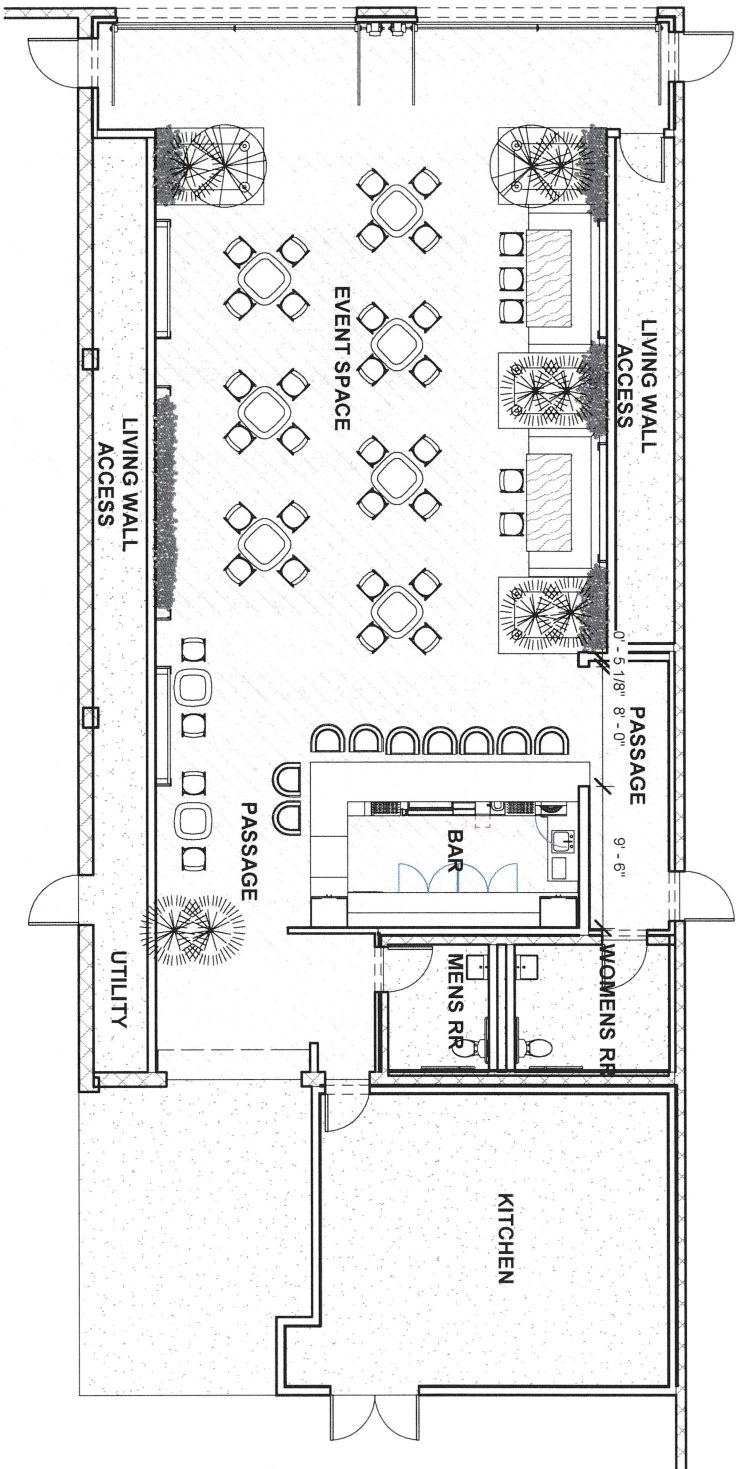 LIVING WALL
ACCESS
EVENT SPACE
LIVING WALL
ACCESS
0' - 5 1/8"
8' - 0"
PASSAGE
9' - 6"
PASSAGE
BAR
UTILITY
MENS RR
WOMENS RR
KITCHEN